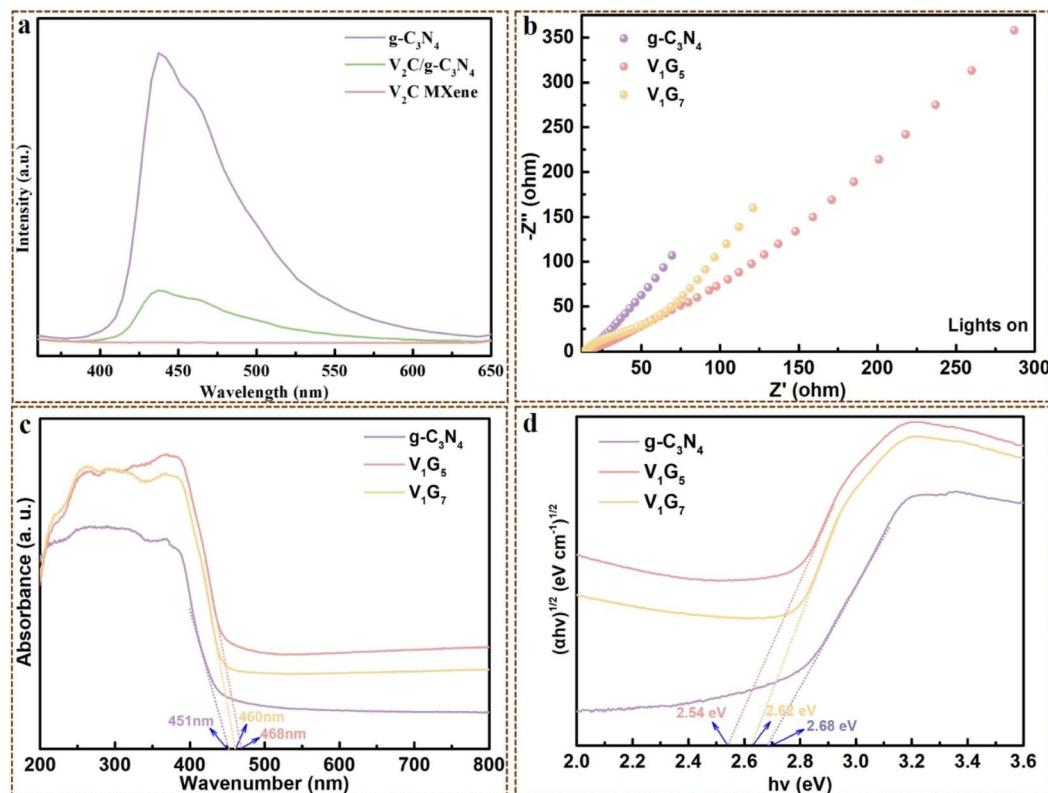 a
g-C₃N₄
V₂C/g-C₃N₄
V₂C MXene
Intensity (a.u.)
400 450 500 550 600 650
Wavelength (nm)
b
g-C₃N₄
V₁G₅
V₁G₇
-Z'' (ohm)
350
300
250
200
150
100
50
0
Lights on
50 100 150 200 250 300
Z' (ohm)
c
g-C₃N₄
V₁G₅
V₁G₇
Absorbance (a. u.)
451nm
460nm
468nm
200 300 400 500 600 700 800
Wavenumber (nm)
d
g-C₃N₄
V₁G₅
V₁G₇
(αhv)¹/² (eV cm⁻¹)¹/²
2.54 eV
2.62 eV
2.68 eV
2.0 2.2 2.4 2.6 2.8 3.0 3.2 3.4 3.6
hv (eV)